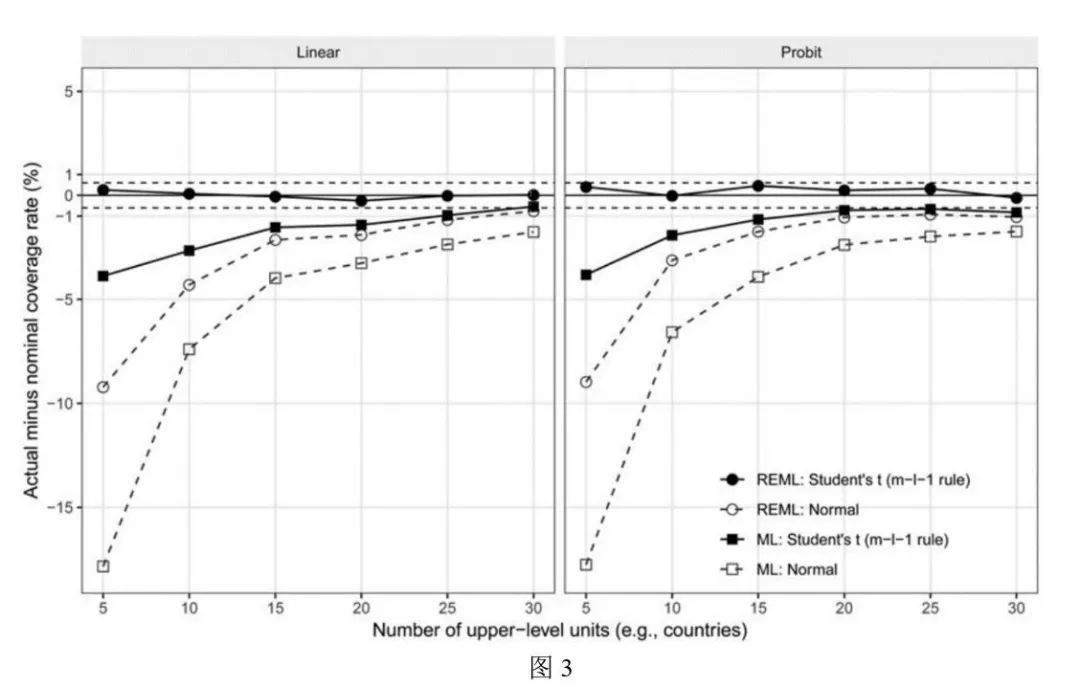 Linear
Probit
Actual minus nominal coverage rate (%)
5
1
0
−1
−5
−10
−15
REML: Student's t (m−l−1 rule)
REML: Normal
ML: Student's t (m−l−1 rule)
ML: Normal
5 10 15 20 25 30
5 10 15 20 25 30
Number of upper−level units (e.g., countries)
图 3